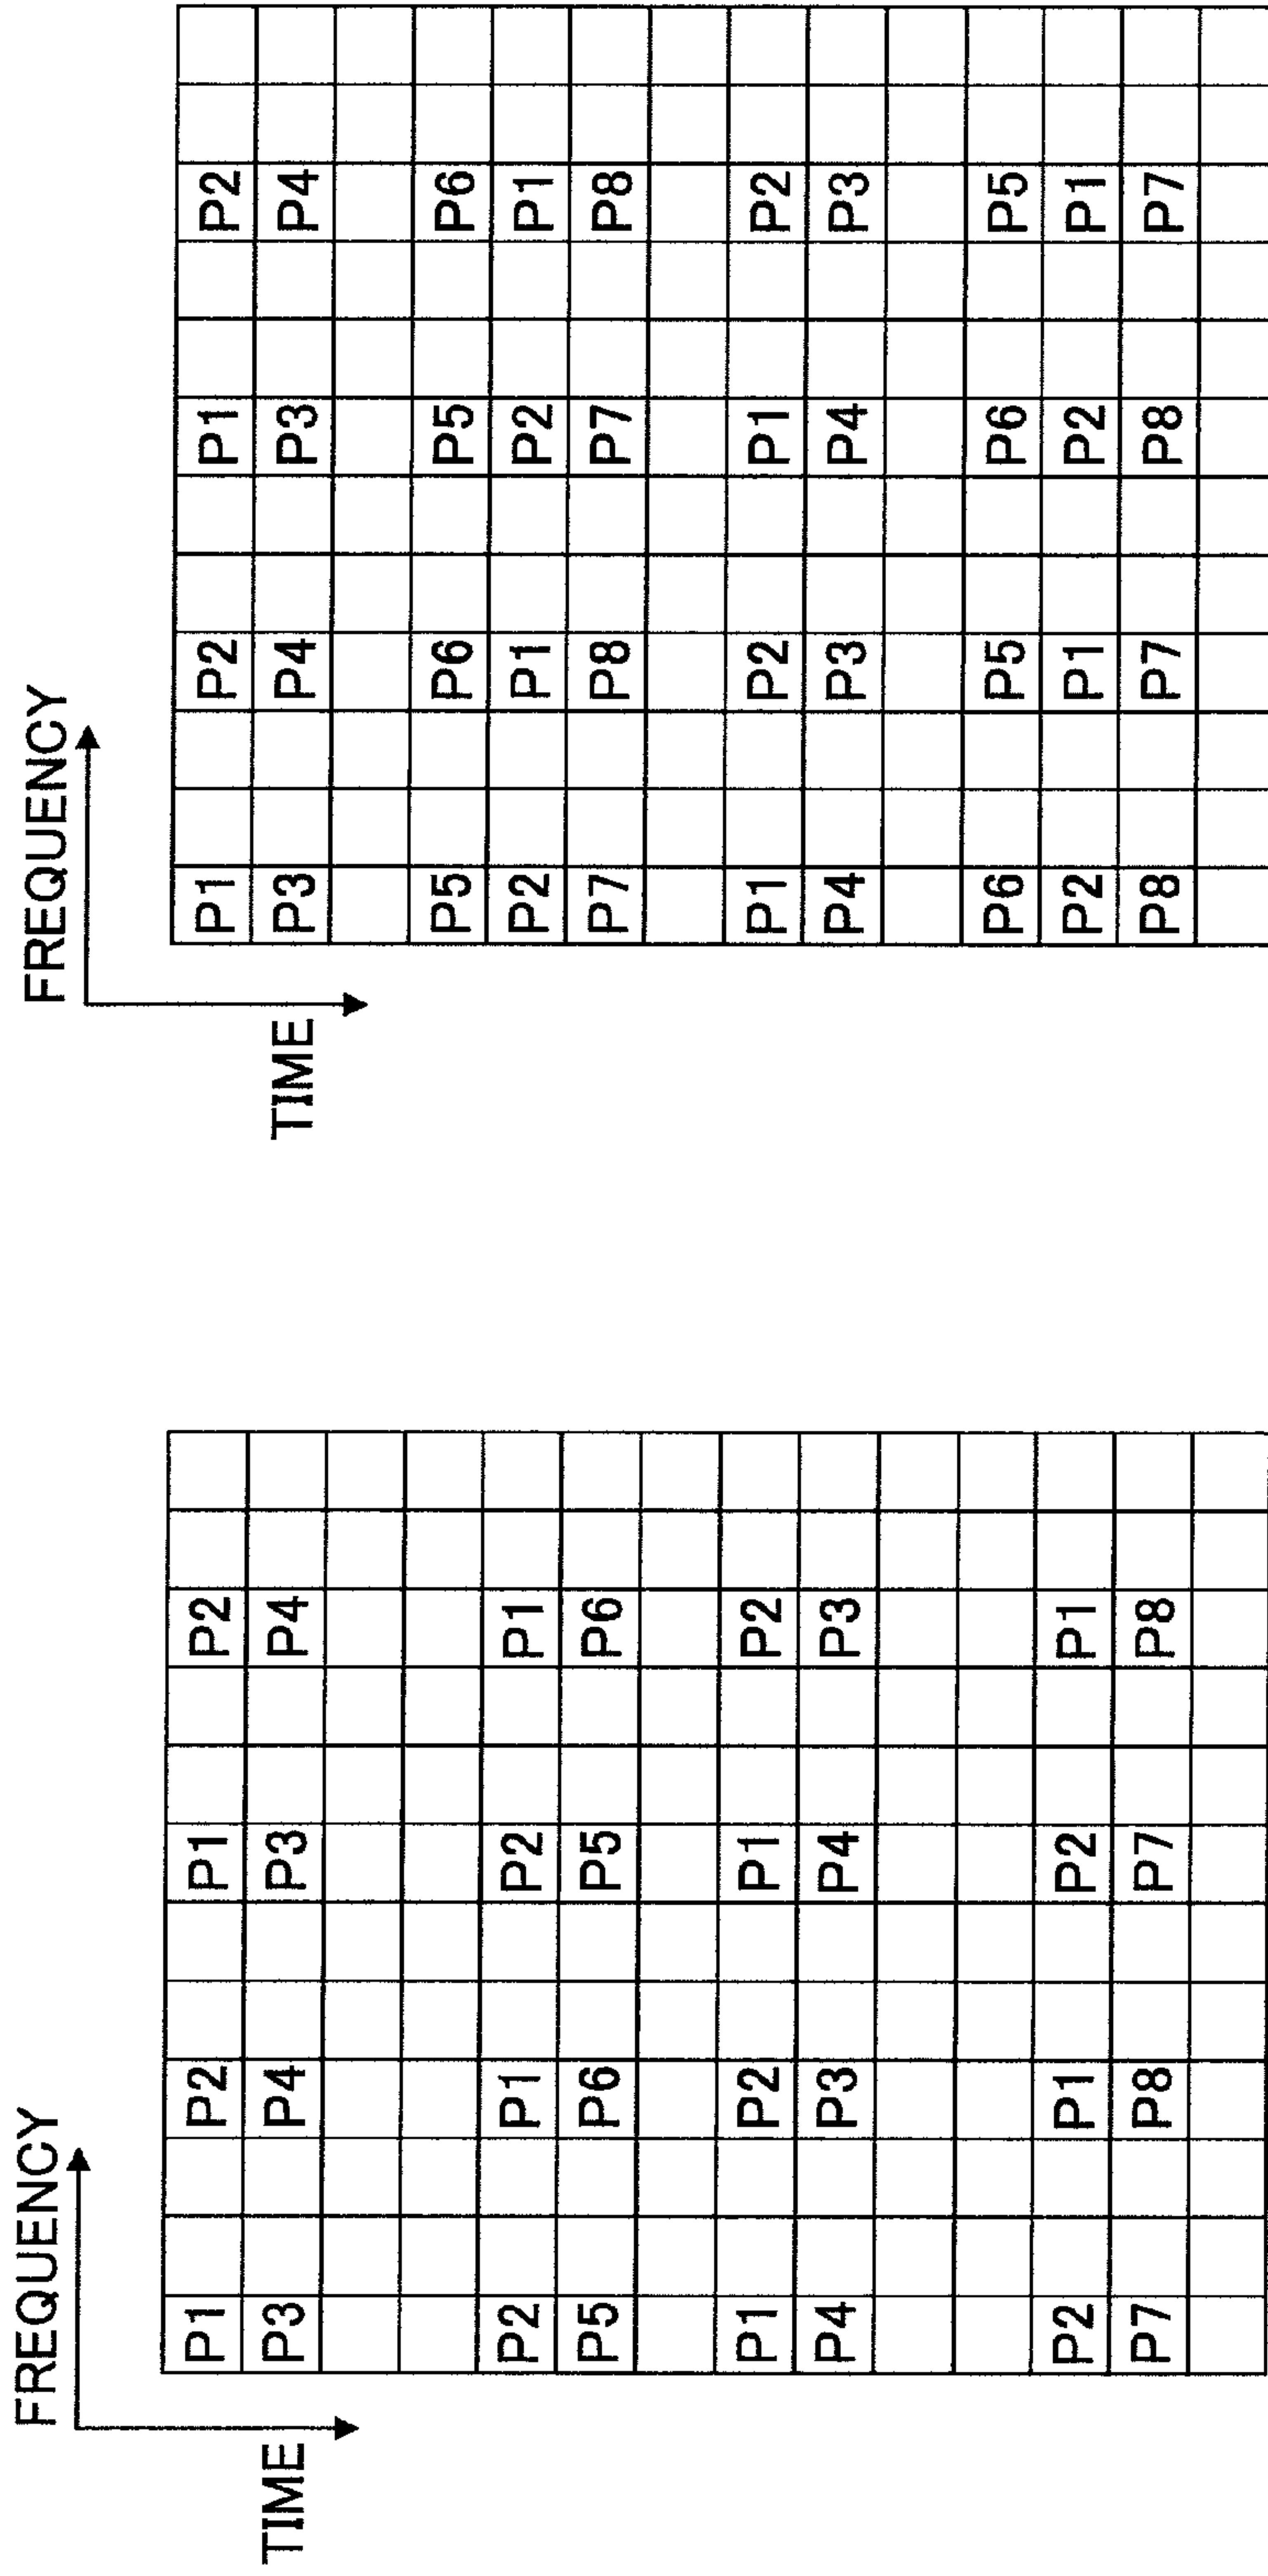 FREQUENCY
TIME
P1 P2 P1 P2
P3 P4 P3 P4
P2 P1 P2 P1
P5 P6 P5 P6
P1 P2 P1 P2
P4 P3 P4 P3
P2 P1 P2 P1
P7 P8 P7 P8
FREQUENCY
TIME
P1 P2 P1 P2
P3 P4 P3 P4
P5 P6 P5 P6
P2 P1 P2 P1
P7 P8 P7 P8
P1 P2 P1 P2
P4 P3 P4 P3
P6 P5 P6 P5
P2 P1 P2 P1
P8 P7 P8 P7